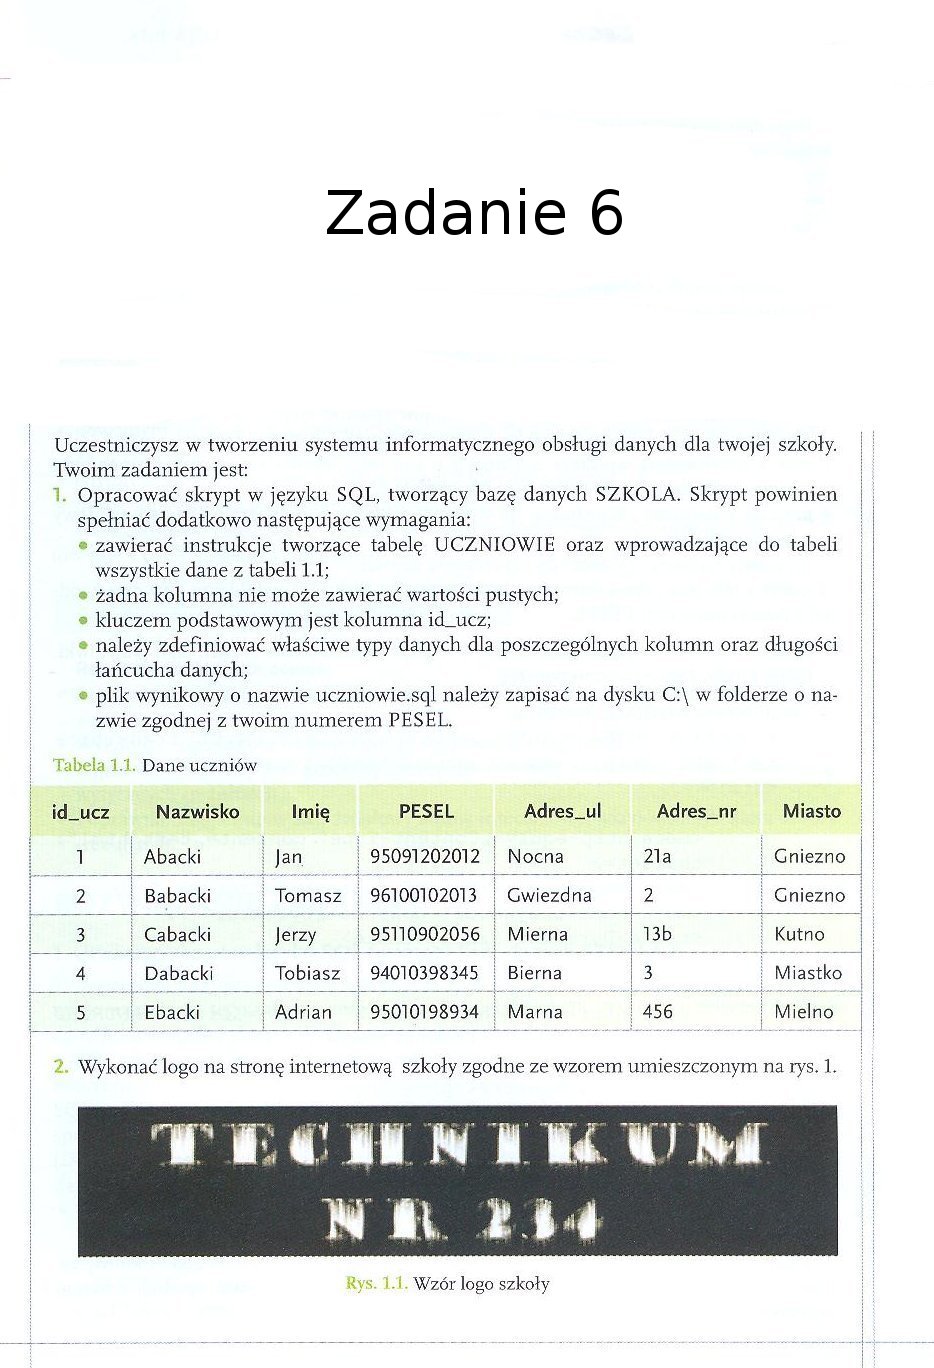 Zadanie 6
Uczestniczysz w tworzeniu systemu informatycznego obsługi danych dla twojej szkoły.
Twoim zadaniem jest:
1. Opracować skrypt w języku SQL, tworzący bazę danych SZKOLA. Skrypt powinien
spełniać dodatkowo następujące wymagania:
• zawierać instrukcje tworzące tabelę UCZNIOWIE oraz wprowadzające do tabeli
wszystkie dane z tabeli 1.1;
• żadna kolumna nie może zawierać wartości pustych;
• kluczem podstawowym jest kolumna id_ucz;
• należy zdefiniować właściwe typy danych dla poszczególnych kolumn oraz długości
łańcucha danych;
• plik wynikowy o nazwie uczniowie.sql należy zapisać na dysku C:\ w folderze o na-
zwie zgodnej z twoim numerem PESEL.
Tabela 1.1. Dane uczniów
id_ucz Nazwisko Imię PESEL Adres_ul Adres_nr Miasto
1 Abacki Jan 95091202012 Nocna 21a Gniezno
2 Babacki Tomasz 96100102013 Gwiezdna 2 Gniezno
3 Cabacki Jerzy 95110902056 Mierna 13b Kutno
4 Dabacki Tobiasz 94010398345 Bierna 3 Miastko
5 Ebacki Adrian 95010198934 Marna 456 Mielno
2. Wykonać logo na stronę internetową szkoły zgodne ze wzorem umieszczonym na rys. 1.
TECHNIKUM
NR 234
Rys. 1.1. Wzór logo szkoły